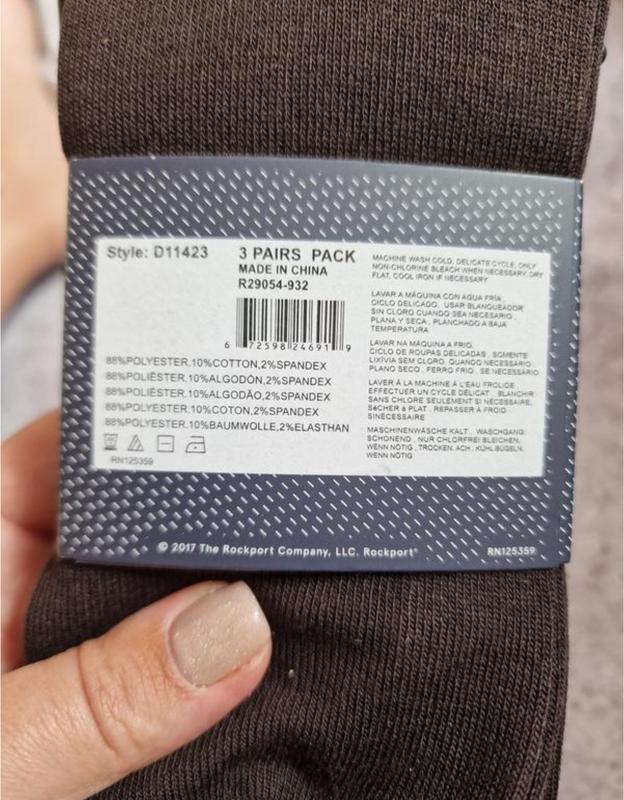 Style: D11423
3 PAIRS PACK
MADE IN CHINA
R29054-932
6 72598 24691 9
88%POLYESTER.10%COTTON,2%SPANDEX
88%POLIÉSTER.10%ALGODÓN,2%SPANDEX
88%POLIÉSTER.10%ALGODÃO,2%SPANDEX
88%POLYESTER.10%COTON,2%SPANDEX
88%POLYESTER.10%BAUMWOLLE,2%ELASTHAN
RN125359
MACHINE WASH COLD, DELICATE CYCLE, ONLY
NON-CHLORINE BLEACH WHEN NECESSARY, DRY
FLAT, COOL IRON IF NECESSARY
LAVAR A MÁQUINA CON AGUA FRÍA ,
CICLO DELICADO, USAR BLANQUEADOR
SIN CLORO CUANDO SEA NECESARIO ,
PLANA Y SECA , PLANCHADO A BAJA
TEMPERATURA
LAVAR NA MÁQUINA A FRIO,
CICLO DE ROUPAS DELICADAS , SOMENTE
LIXÍVIA SEM CLORO, QUANDO NECESSÁRIO ,
PLANO SECO , FERRO FRIO , SE NECESSÁRIO
LAVER À LA MACHINE À L'EAU FROIDE ,
EFFECTUER UN CYCLE DÉLICAT , BLANCHIR
SANS CHLORE SEULEMENT SI NÉCESSAIRE,
SéCHER à PLAT , REPASSER À FROID
SINÉCESSAIRE
MASCHINENWÄSCHE KALT , WASCHGANG
SCHONEND , NUR CHLORFREI BLEICHEN,
WENN NÖTIG , TROCKEN, ACH , KÜHL BÜGELN,
WENN NÖTIG
© 2017 The Rockport Company, LLC. Rockport®
RN125359